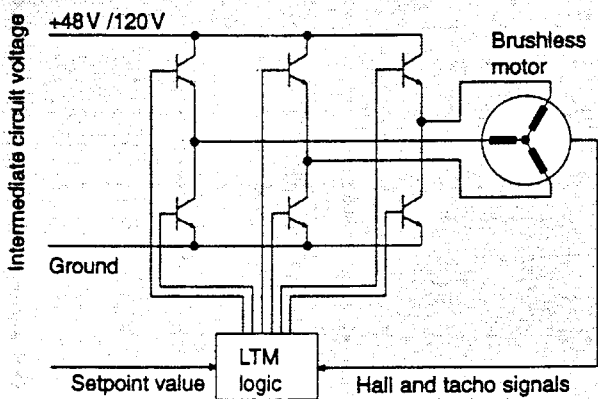 +48V /120V
Intermediate circuit voltage
Brushless
motor
Ground
LTM
logic
Setpoint value
Hall and tacho signals